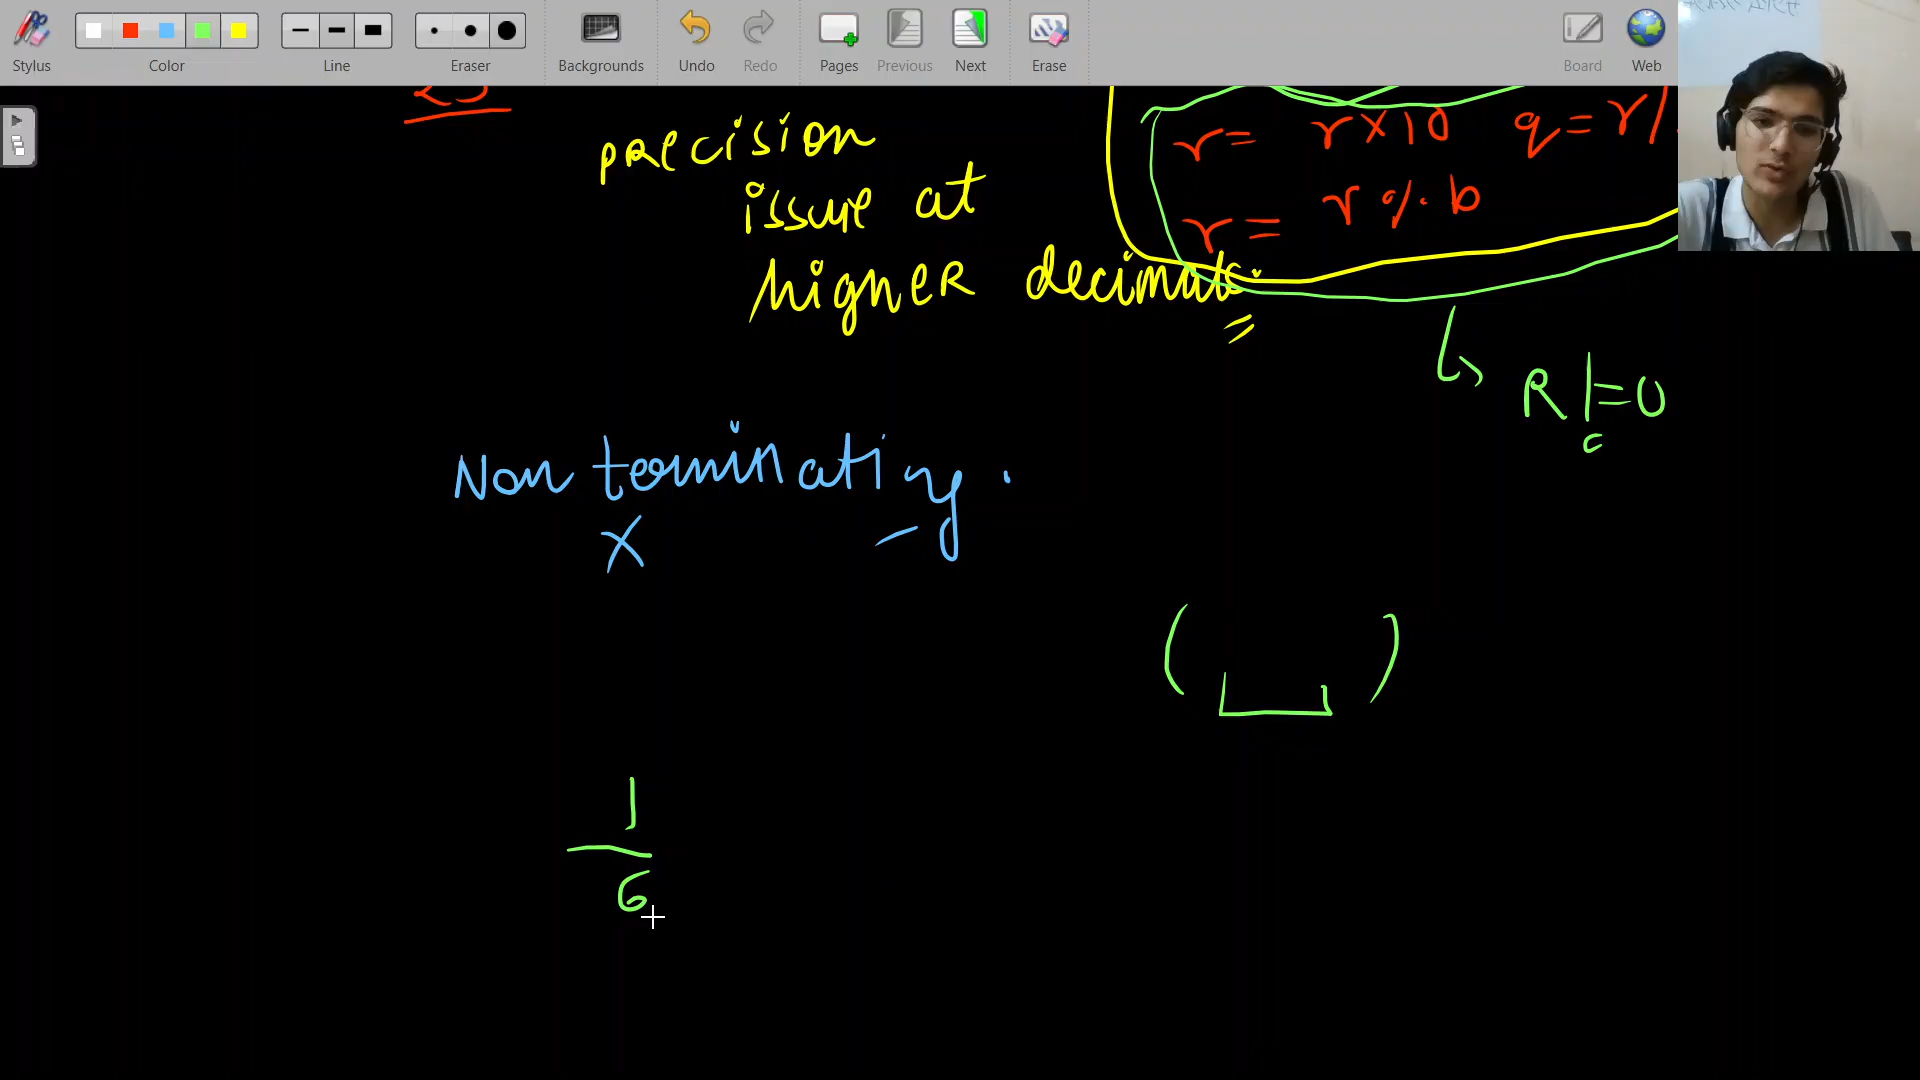 Stylus Color Line Eraser Backgrounds Undo Redo Pages Previous Next Erase Board Web
precision
issue at
higher decimals.
r = r x 10 q = r /
r = r % b
R != 0
Non terminating.
X
( )
1
6